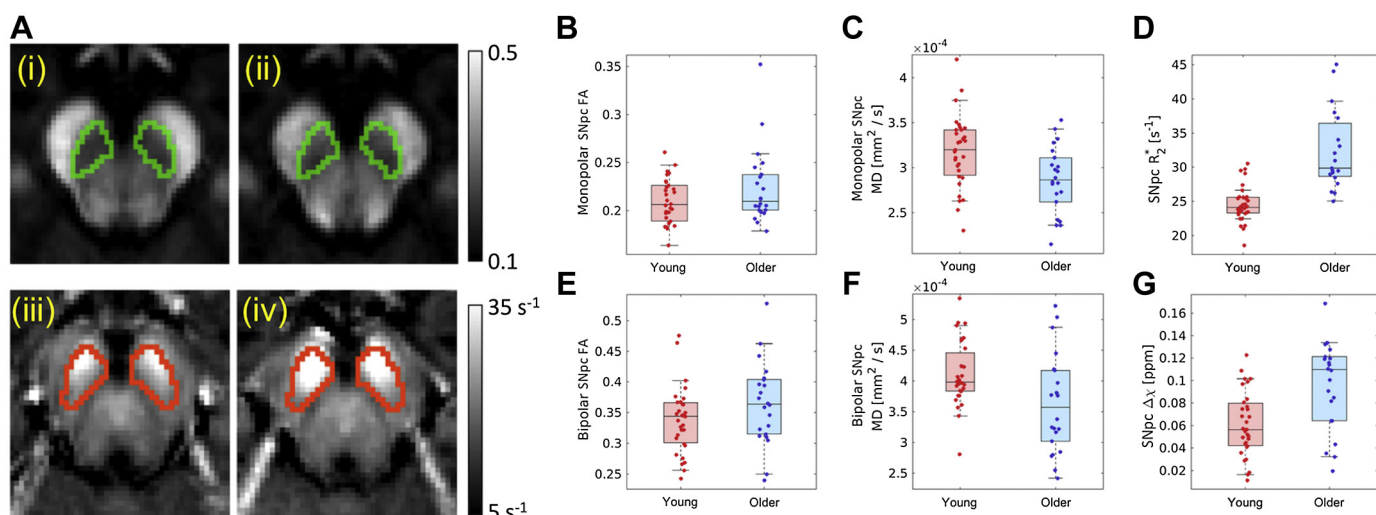 A
(i)
(ii)
0.5
0.1
(iii)
(iv)
35 s⁻¹
5 s⁻¹
B
Monopolar SNpc FA
0.35
0.3
0.25
0.2
Young
Older
C
×10⁻⁴
Monopolar SNpc
MD [mm² / s]
4
3.5
3
2.5
Young
Older
D
SNpc R₂* [s⁻¹]
45
40
35
30
25
20
Young
Older
E
Bipolar SNpc FA
0.5
0.45
0.4
0.35
0.3
0.25
Young
Older
F
×10⁻⁴
Bipolar SNpc
MD [mm² / s]
5
4.5
4
3.5
3
2.5
Young
Older
G
SNpc Δχ [ppm]
0.16
0.14
0.12
0.1
0.08
0.06
0.04
0.02
Young
Older